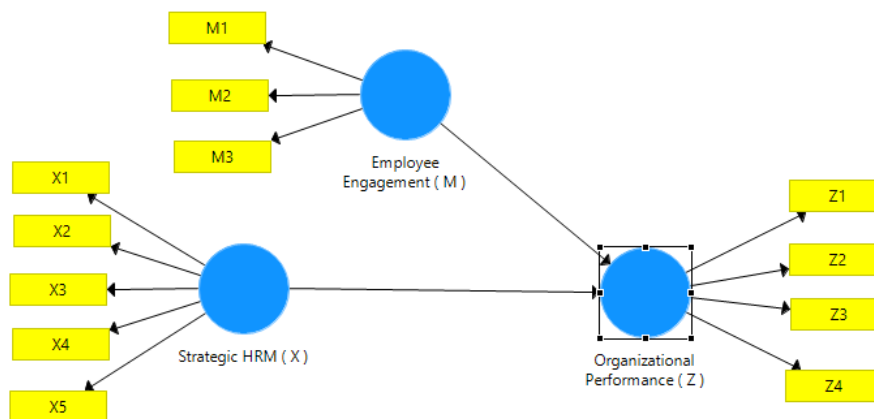 M1
M2
M3
Employee
Engagement ( M )
X1
X2
X3
X4
X5
Strategic HRM ( X )
Z1
Z2
Z3
Z4
Organizational
Performance ( Z )